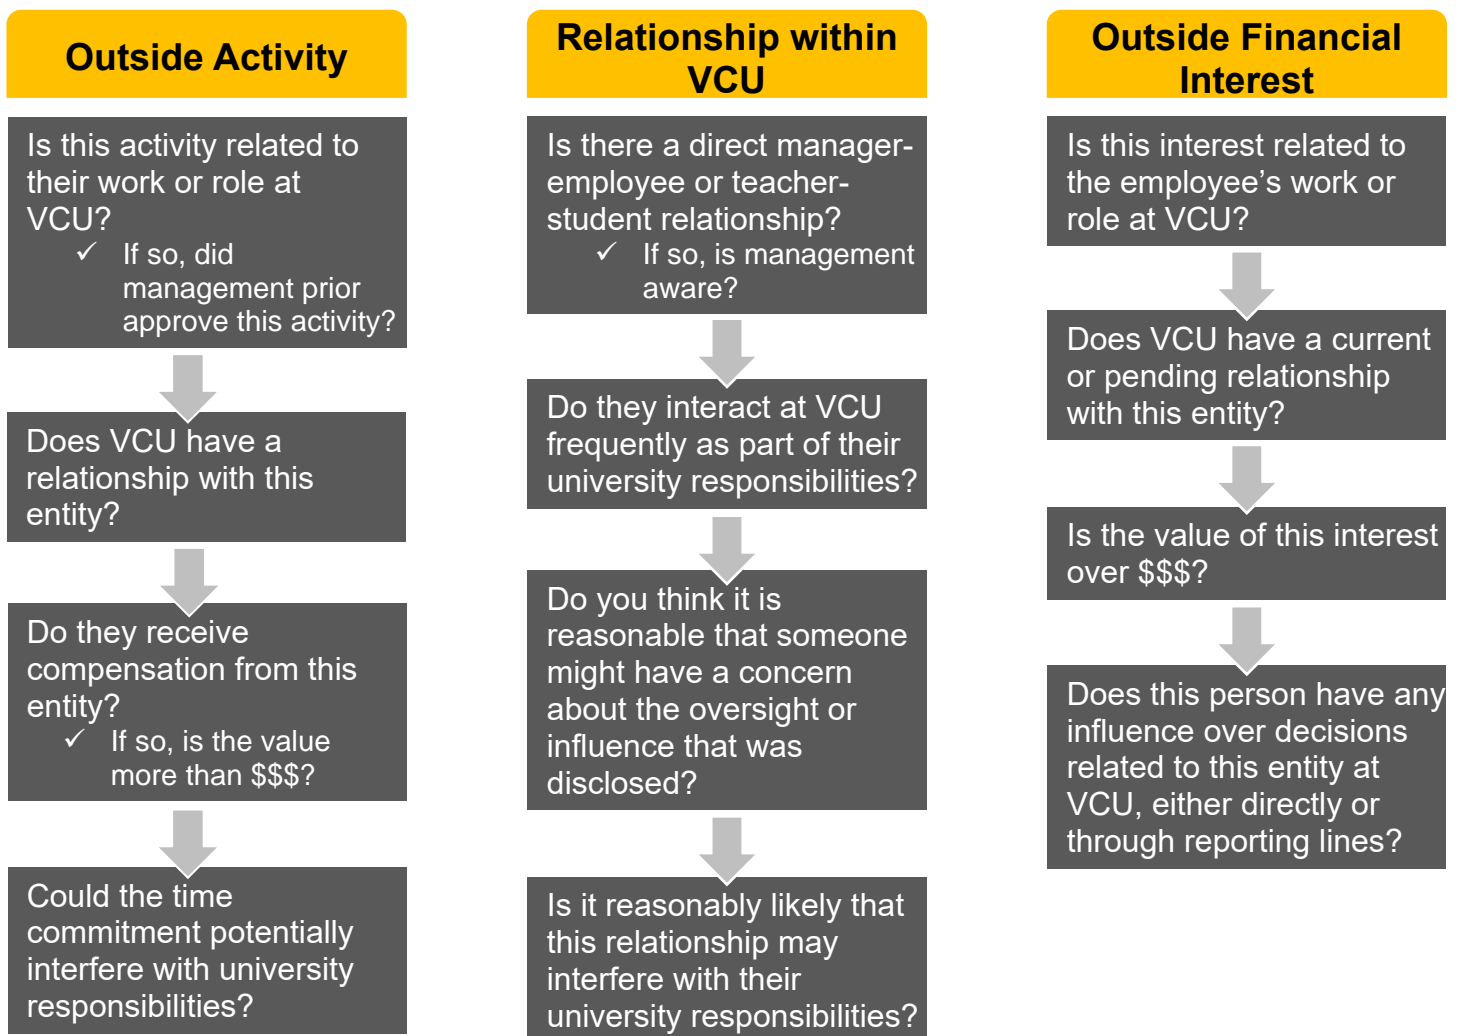 Outside Activity
Is this activity related to
their work or role at
VCU?
✓ If so, did
management prior
approve this activity?
Does VCU have a
relationship with this
entity?
Do they receive
compensation from this
entity?
✓ If so, is the value
more than $$$?
Could the time
commitment potentially
interfere with university
responsibilities?
Relationship within
VCU
Is there a direct manager-
employee or teacher-
student relationship?
✓ If so, is management
aware?
Do they interact at VCU
frequently as part of their
university responsibilities?
Do you think it is
reasonable that someone
might have a concern
about the oversight or
influence that was
disclosed?
Is it reasonably likely that
this relationship may
interfere with their
university responsibilities?
Outside Financial
Interest
Is this interest related to
the employee’s work or
role at VCU?
Does VCU have a current
or pending relationship
with this entity?
Is the value of this interest
over $$$?
Does this person have any
influence over decisions
related to this entity at
VCU, either directly or
through reporting lines?